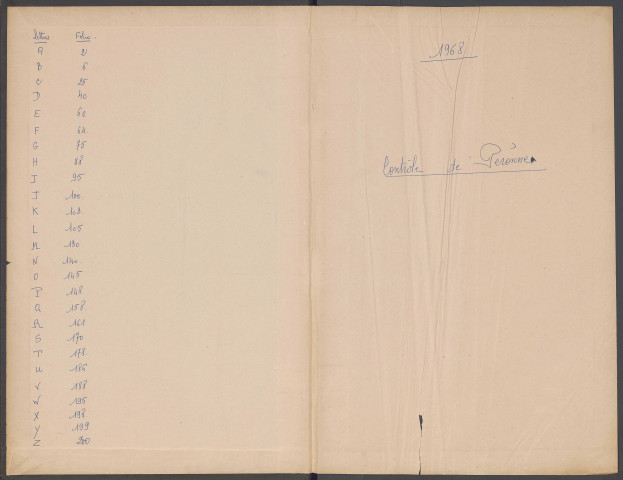 Lettres Folios
A 2
B 6
C 25
D 40
E 60
F 64
G 75
H 88
I 95
J 100
K 103
L 105
M 130
N 140
O 145
P 148
Q 158
R 161
S 170
T 178
U 186
V 188
W 195
X 198
Y 199
Z 200
1968
Contrôle de Péronne